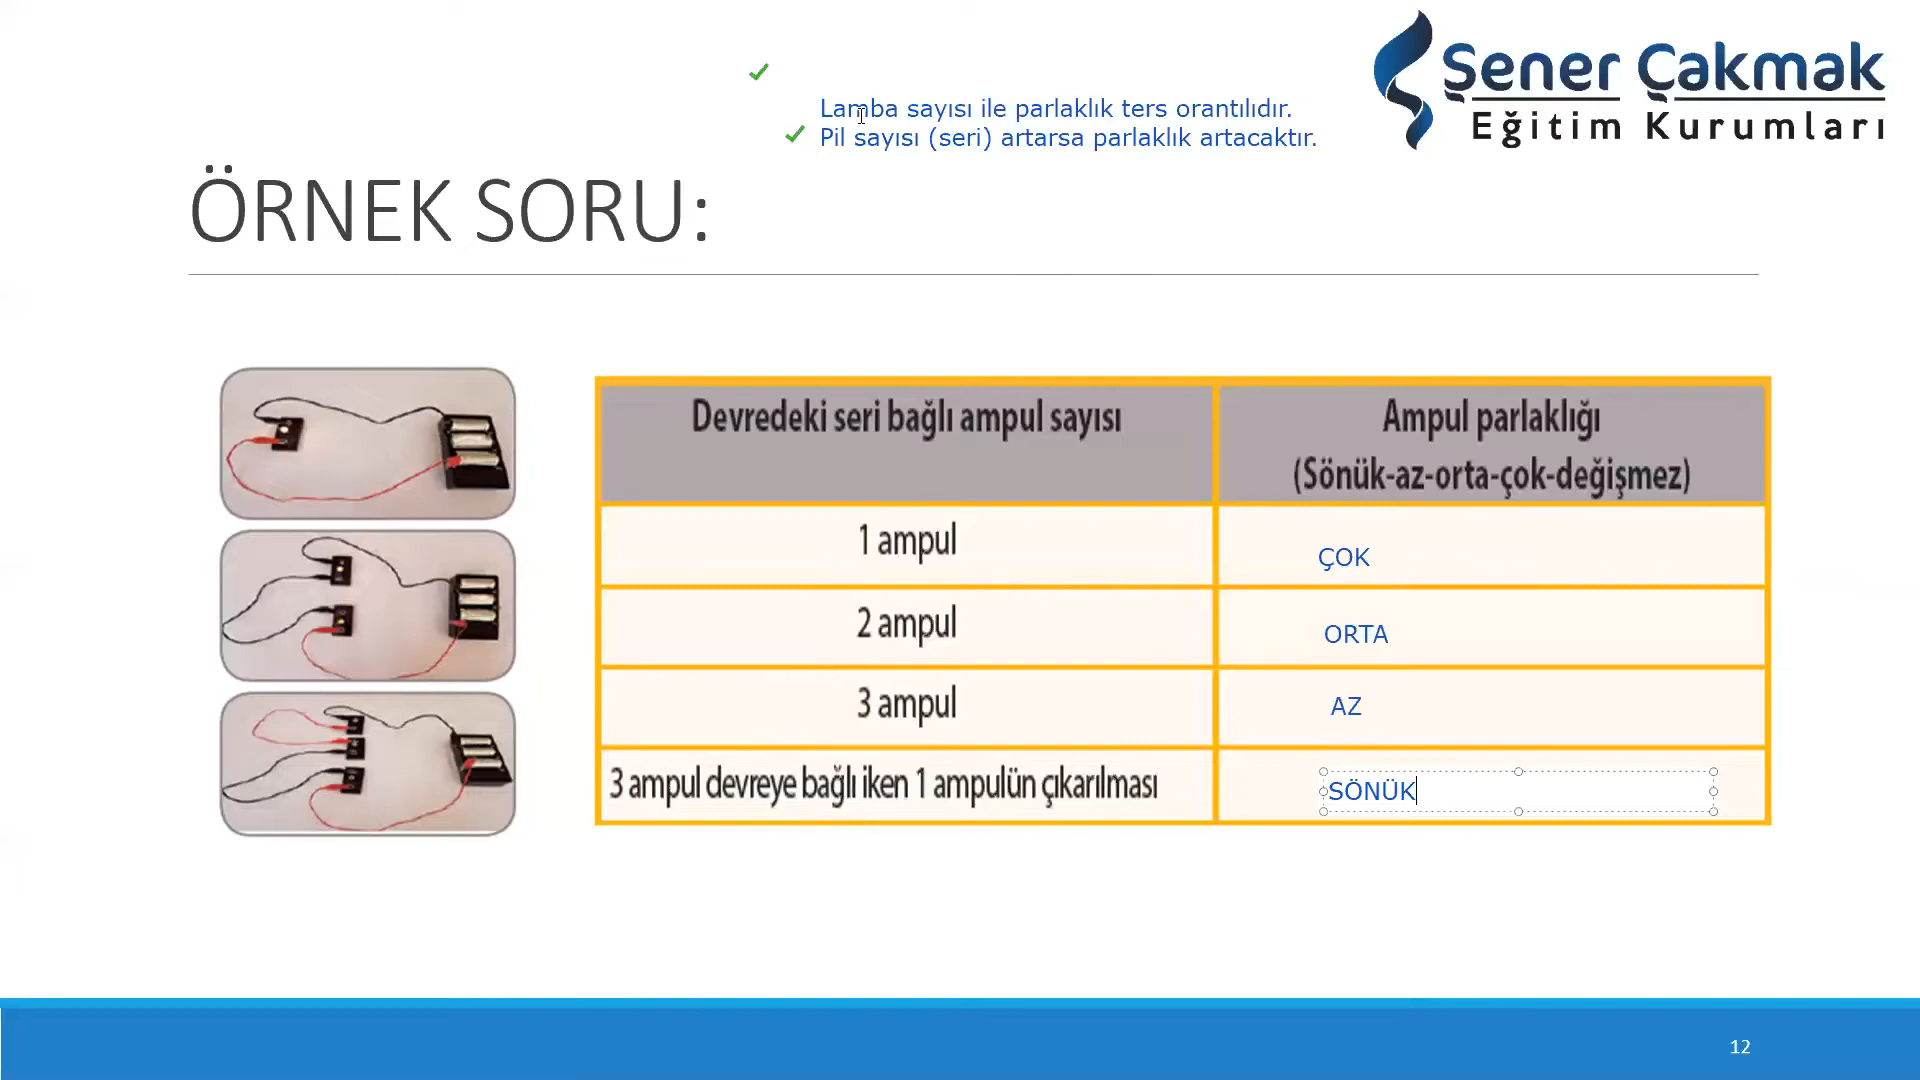 Şener Çakmak
Eğitim Kurumları
Lamba sayısı ile parlaklık ters orantılıdır.
Pil sayısı (seri) artarsa parlaklık artacaktır.
ÖRNEK SORU:
Devredeki seri bağlı ampul sayısı
Ampul parlaklığı
(Sönük-az-orta-çok-değişmez)
1 ampul
ÇOK
2 ampul
ORTA
3 ampul
AZ
3 ampul devreye bağlı iken 1 ampulün çıkarılması
SÖNÜK
12